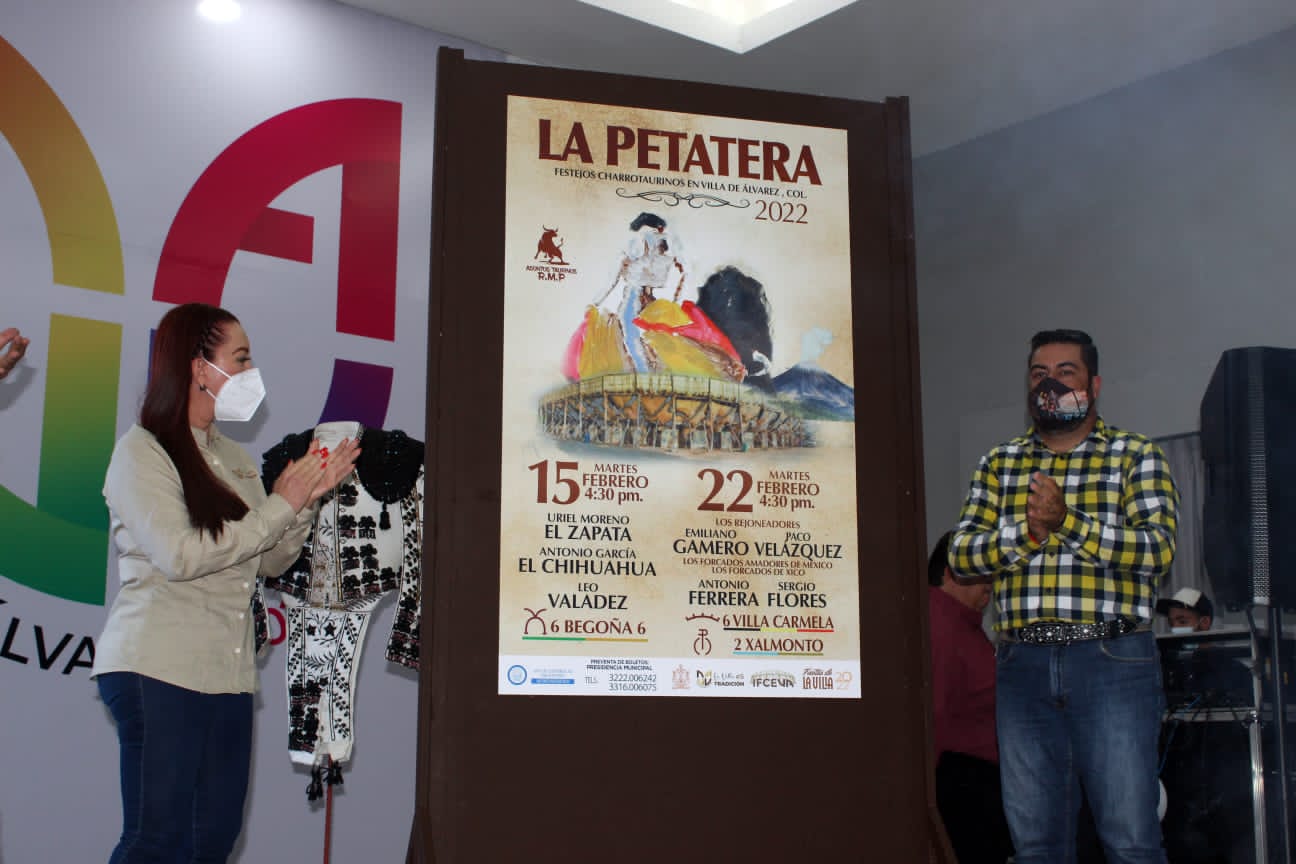 LA PETATERA
FESTEJOS CHARROTAURINOS EN VILLA DE ÁLVAREZ, COL.
2022
ASUNTOS TAURINOS
R.M.P
15 MARTES
FEBRERO
4:30 pm.
URIEL MORENO
EL ZAPATA
ANTONIO GARCÍA
EL CHIHUAHUA
LEO
VALADEZ
6 BEGOÑA 6
22 MARTES
FEBRERO
4:30 pm.
LOS REJONEADORES
EMILIANO PACO
GAMERO VELÁZQUEZ
LOS FORCADOS AMADORES DE MÉXICO
LOS FORCADOS DE XICO
ANTONIO SERGIO
FERRERA FLORES
6 VILLA CARMELA
2 XALMONTO
PREVENTA DE BOLETOS:
PRESIDENCIA MUNICIPAL
TELS. 3222.006242
3316.006075
TRADICIÓN
IFCEVA
LA VILLA
LVA